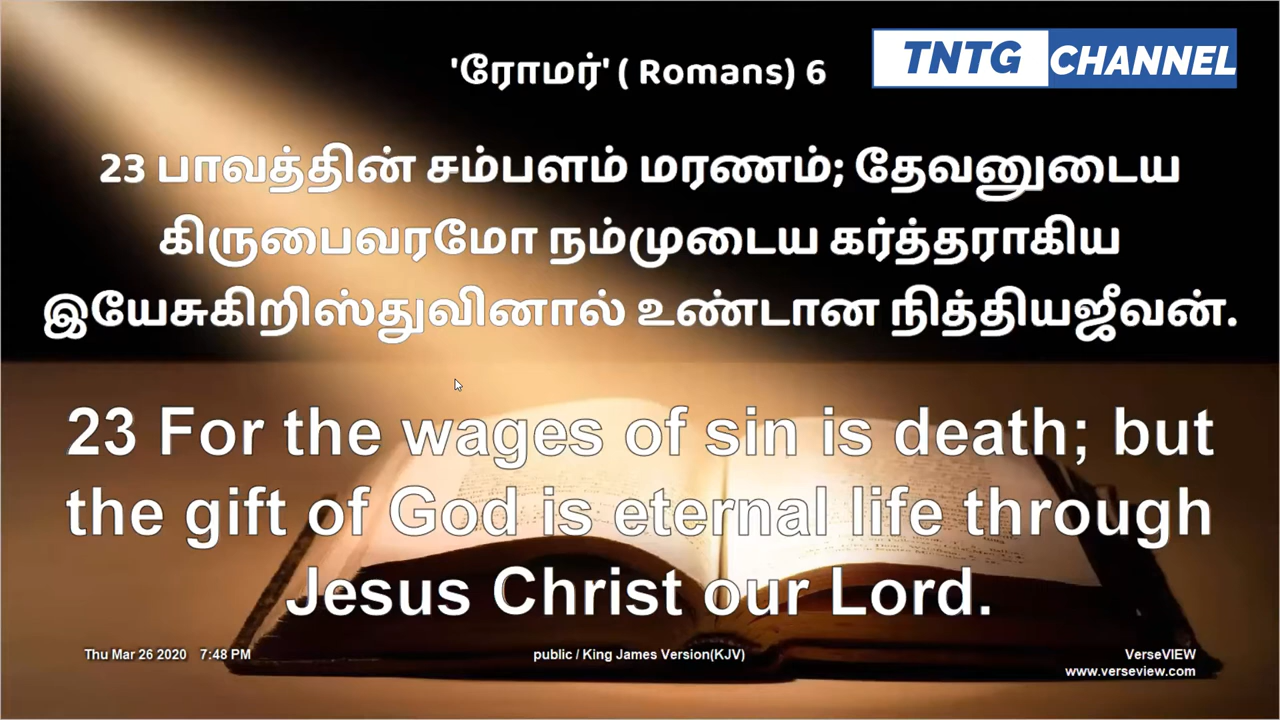 'ரோமர்' ( Romans) 6
TNTG CHANNEL
23 பாவத்தின் சம்பளம் மரணம்; தேவனுடைய
கிருபைவரமோ நம்முடைய கர்த்தராகிய
இயேசுகிறிஸ்துவினால் உண்டான நித்தியஜீவன்.
23 For the wages of sin is death; but
the gift of God is eternal life through
Jesus Christ our Lord.
Thu Mar 26 2020 7:48 PM
public / King James Version(KJV)
VerseVIEW
www.verseview.com